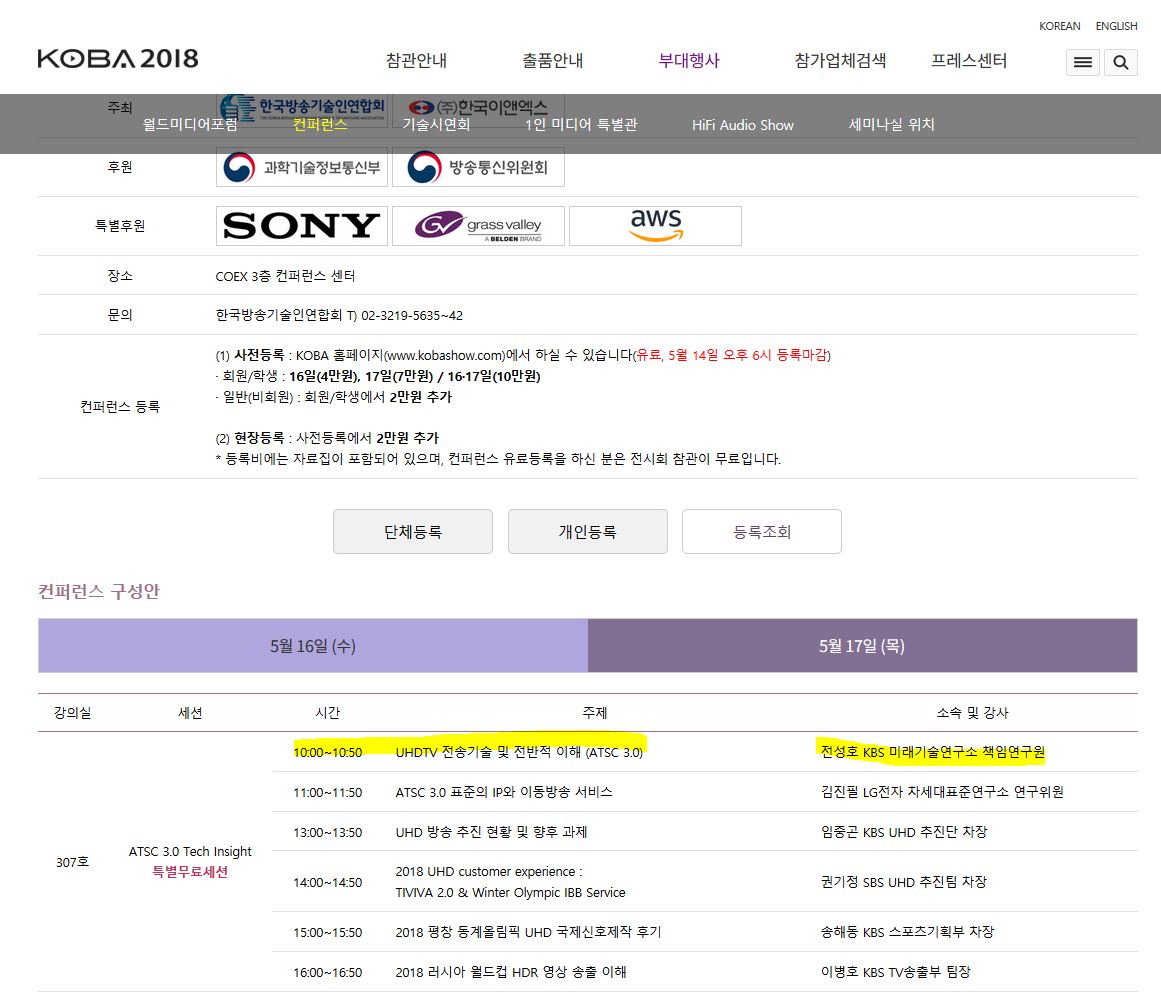 KOREAN ENGLISH
KOBA 2018 참관안내 출품안내 부대행사 참가업체검색 프레스센터
주최 한국방송기술인연합회 (주)한국이앤엑스
월드미디어포럼 컨퍼런스 기술시연회 1인 미디어 특별관 HiFi Audio Show 세미나실 위치
후원 과학기술정보통신부 방송통신위원회
특별후원 SONY GV grass valley A BELDEN BRAND aws
장소 COEX 3층 컨퍼런스 센터
문의 한국방송기술인연합회 T) 02-3219-5635~42
컨퍼런스 등록
(1) 사전등록 : KOBA 홈페이지(www.kobashow.com)에서 하실 수 있습니다(유료, 5월 14일 오후 6시 등록마감)
· 회원/학생 : 16일(4만원), 17일(7만원) / 16·17일(10만원)
· 일반(비회원) : 회원/학생에서 2만원 추가
(2) 현장등록 : 사전등록에서 2만원 추가
* 등록비에는 자료집이 포함되어 있으며, 컨퍼런스 유료등록을 하신 분은 전시회 참관이 무료입니다.
단체등록 개인등록 등록조회
컨퍼런스 구성안
5월 16일 (수) 5월 17일 (목)
강의실 세션 시간 주제 소속 및 강사
307호
ATSC 3.0 Tech Insight
특별무료세션
10:00~10:50 UHDTV 전송기술 및 전반적 이해 (ATSC 3.0) 전성호 KBS 미래기술연구소 책임연구원
11:00~11:50 ATSC 3.0 표준의 IP와 이동방송 서비스 김진필 LG전자 차세대표준연구소 연구위원
13:00~13:50 UHD 방송 추진 현황 및 향후 과제 임중곤 KBS UHD 추진단 차장
14:00~14:50 2018 UHD customer experience :
TIVIVA 2.0 & Winter Olympic IBB Service 권기정 SBS UHD 추진팀 차장
15:00~15:50 2018 평창 동계올림픽 UHD 국제신호제작 후기 송해동 KBS 스포츠기획부 차장
16:00~16:50 2018 러시아 월드컵 HDR 영상 송출 이해 이병호 KBS TV송출부 팀장